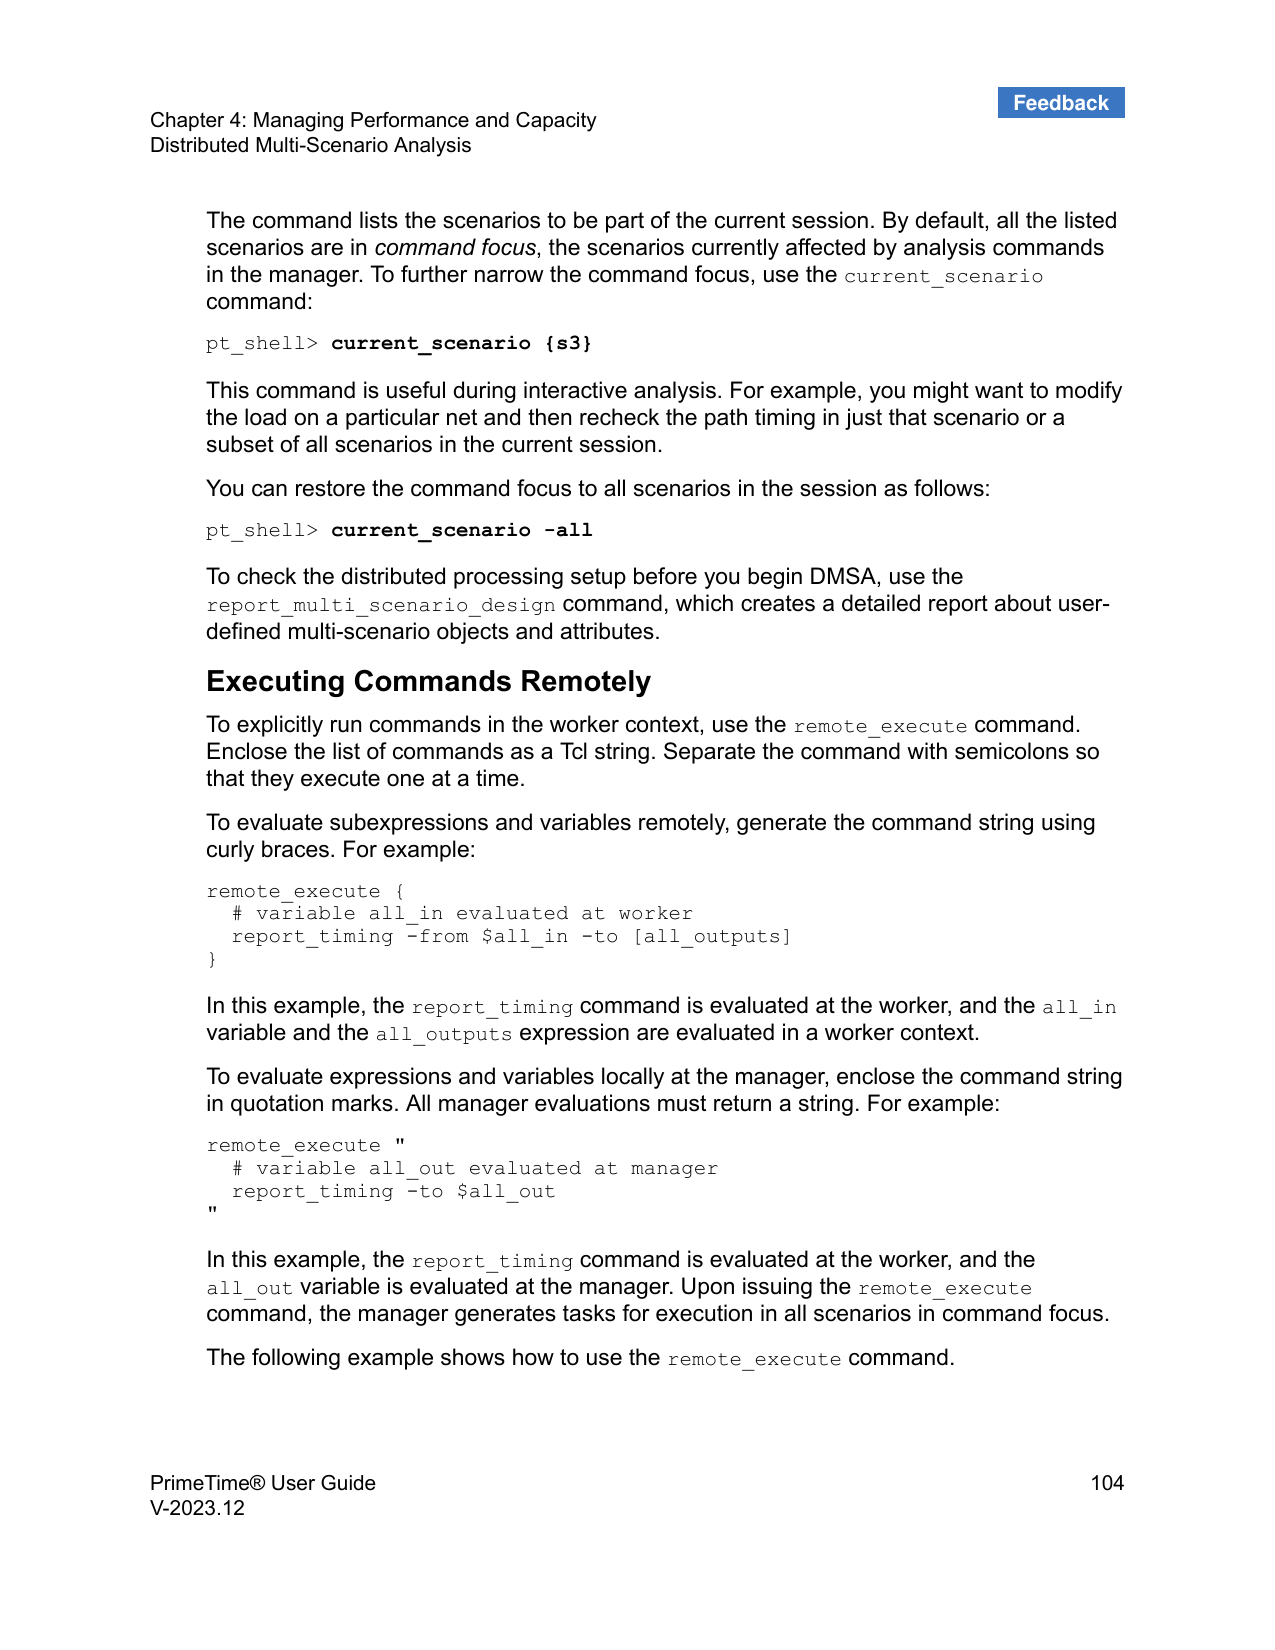 Feedback
Chapter 4: Managing Performance and Capacity
Distributed Multi-Scenario Analysis
The command lists the scenarios to be part of the current session. By default, all the listed
scenarios are in command focus, the scenarios currently affected by analysis commands
in the manager. To further narrow the command focus, use the current_scenario
command:
pt_shell> current_scenario {s3}
This command is useful during interactive analysis. For example, you might want to modify
the load on a particular net and then recheck the path timing in just that scenario or a
subset of all scenarios in the current session.
You can restore the command focus to all scenarios in the session as follows:
pt_shell> current_scenario -all
To check the distributed processing setup before you begin DMSA, use the
report_multi_scenario_design command, which creates a detailed report about user-
defined multi-scenario objects and attributes.
Executing Commands Remotely
To explicitly run commands in the worker context, use the remote_execute command.
Enclose the list of commands as a Tcl string. Separate the command with semicolons so
that they execute one at a time.
To evaluate subexpressions and variables remotely, generate the command string using
curly braces. For example:
remote_execute {
  # variable all_in evaluated at worker
  report_timing -from $all_in -to [all_outputs]
}
In this example, the report_timing command is evaluated at the worker, and the all_in
variable and the all_outputs expression are evaluated in a worker context.
To evaluate expressions and variables locally at the manager, enclose the command string
in quotation marks. All manager evaluations must return a string. For example:
remote_execute "
  # variable all_out evaluated at manager
  report_timing -to $all_out
"
In this example, the report_timing command is evaluated at the worker, and the
all_out variable is evaluated at the manager. Upon issuing the remote_execute
command, the manager generates tasks for execution in all scenarios in command focus.
The following example shows how to use the remote_execute command.
PrimeTime® User Guide
104
V-2023.12